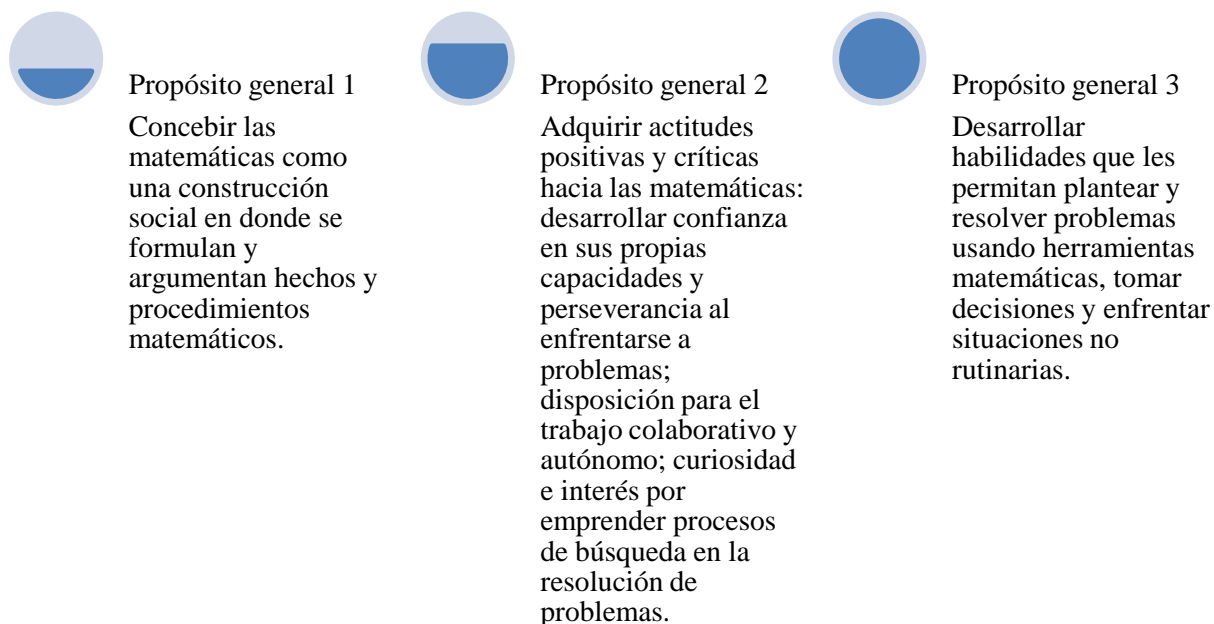 Propósito general 1
Concebir las
matemáticas como
una construcción
social en donde se
formulan y
argumentan hechos y
procedimientos
matemáticos.
Propósito general 2
Adquirir actitudes
positivas y críticas
hacia las matemáticas:
desarrollar confianza
en sus propias
capacidades y
perseverancia al
enfrentarse a
problemas;
disposición para el
trabajo colaborativo y
autónomo; curiosidad
e interés por
emprender procesos
de búsqueda en la
resolución de
problemas.
Propósito general 3
Desarrollar
habilidades que les
permitan plantear y
resolver problemas
usando herramientas
matemáticas, tomar
decisiones y enfrentar
situaciones no
rutinarias.